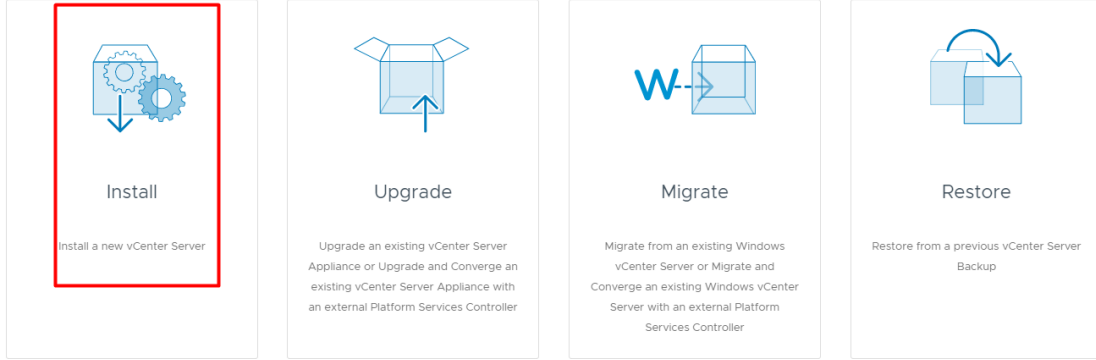 W
Install
Install a new vCenter Server
Upgrade
Upgrade an existing vCenter Server
Appliance or Upgrade and Converge an
existing vCenter Server Appliance with
an external Platform Services Controller
Migrate
Migrate from an existing Windows
vCenter Server or Migrate and
Converge an existing Windows vCenter
Server with an external Platform
Services Controller
Restore
Restore from a previous vCenter Server
Backup